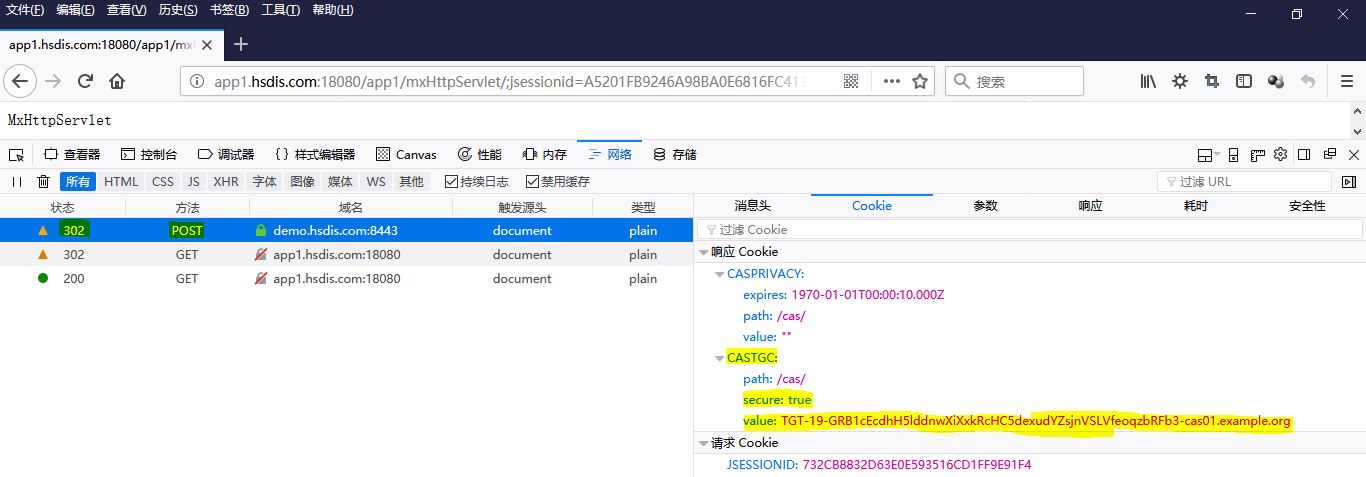 文件(F) 编辑(E) 查看(V) 历史(S) 书签(B) 工具(T) 帮助(H)
app1.hsdis.com:18080/app1/mxH
app1.hsdis.com:18080/app1/mxHttpServlet/;jsessionid=A5201FB9246A98BA0E6816FC413 搜索
MxHttpServlet
查看器 控制台 调试器 {} 样式编辑器 Canvas 性能 内存 网络 存储
所有 HTML CSS JS XHR 字体 图像 媒体 WS 其他 持续日志 禁用缓存 过滤 URL
状态 方法 域名 触发源头 类型 消息头 Cookie 参数 响应 耗时 安全性
302 POST demo.hsdis.com:8443 document plain
302 GET app1.hsdis.com:18080 document plain
200 GET app1.hsdis.com:18080 document plain
过滤 Cookie
响应 Cookie
CASPRIVACY:
expires: 1970-01-01T00:00:10.000Z
path: /cas/
value: ""
CASTGC:
path: /cas/
secure: true
value: TGT-19-GRB1cEcdhH5lddnwXiXxkRcHC5dexudYZsjnVSLVfeoqzbRFb3-cas01.example.org
请求 Cookie
JSESSIONID: 732CB8832D63E0E593516CD1FF9E91F4